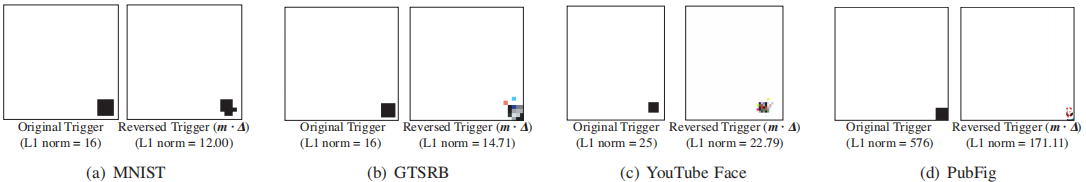 Original Trigger
(L1 norm = 16)
Reversed Trigger (m · Δ)
(L1 norm = 12.00)
(a) MNIST
Original Trigger
(L1 norm = 16)
Reversed Trigger (m · Δ)
(L1 norm = 14.71)
(b) GTSRB
Original Trigger
(L1 norm = 25)
Reversed Trigger (m · Δ)
(L1 norm = 22.79)
(c) YouTube Face
Original Trigger
(L1 norm = 576)
Reversed Trigger (m · Δ)
(L1 norm = 171.11)
(d) PubFig